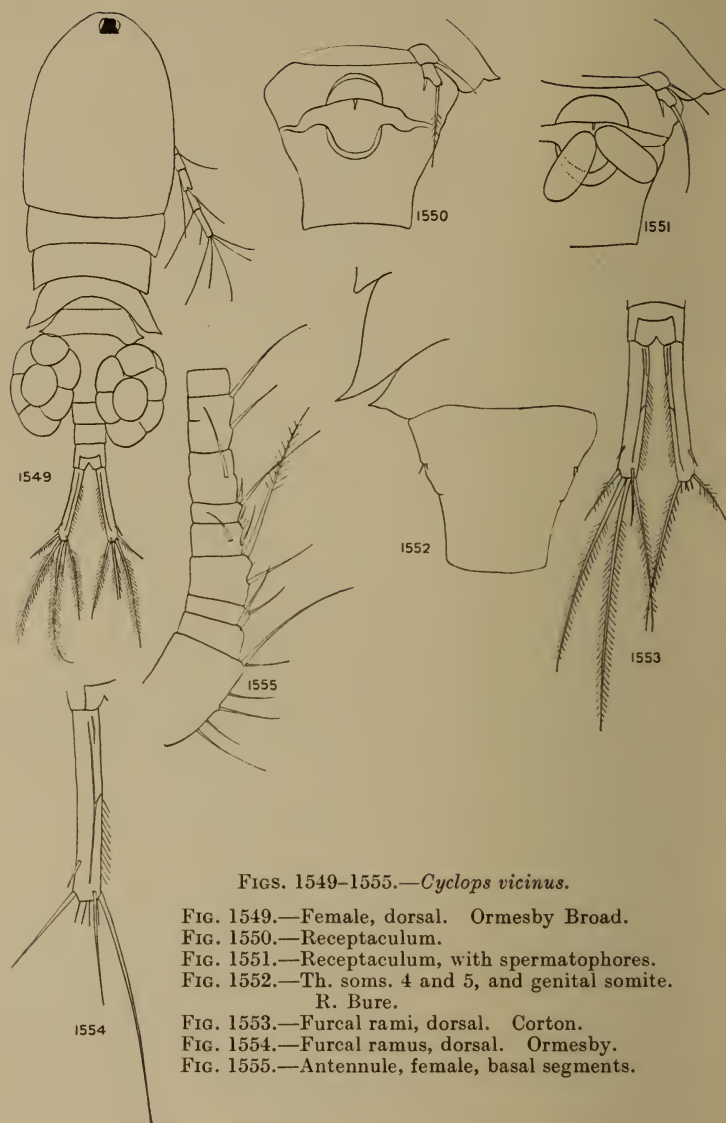 1549
1550
1551
1552
1553
1554
1555
FIGS. 1549–1555.—Cyclops vicinus.
FIG. 1549.—Female, dorsal. Ormesby Broad.
FIG. 1550.—Receptaculum.
FIG. 1551.—Receptaculum, with spermatophores.
FIG. 1552.—Th. soms. 4 and 5, and genital somite.
R. Bure.
FIG. 1553.—Furcal rami, dorsal. Corton.
FIG. 1554.—Furcal ramus, dorsal. Ormesby.
FIG. 1555.—Antennule, female, basal segments.